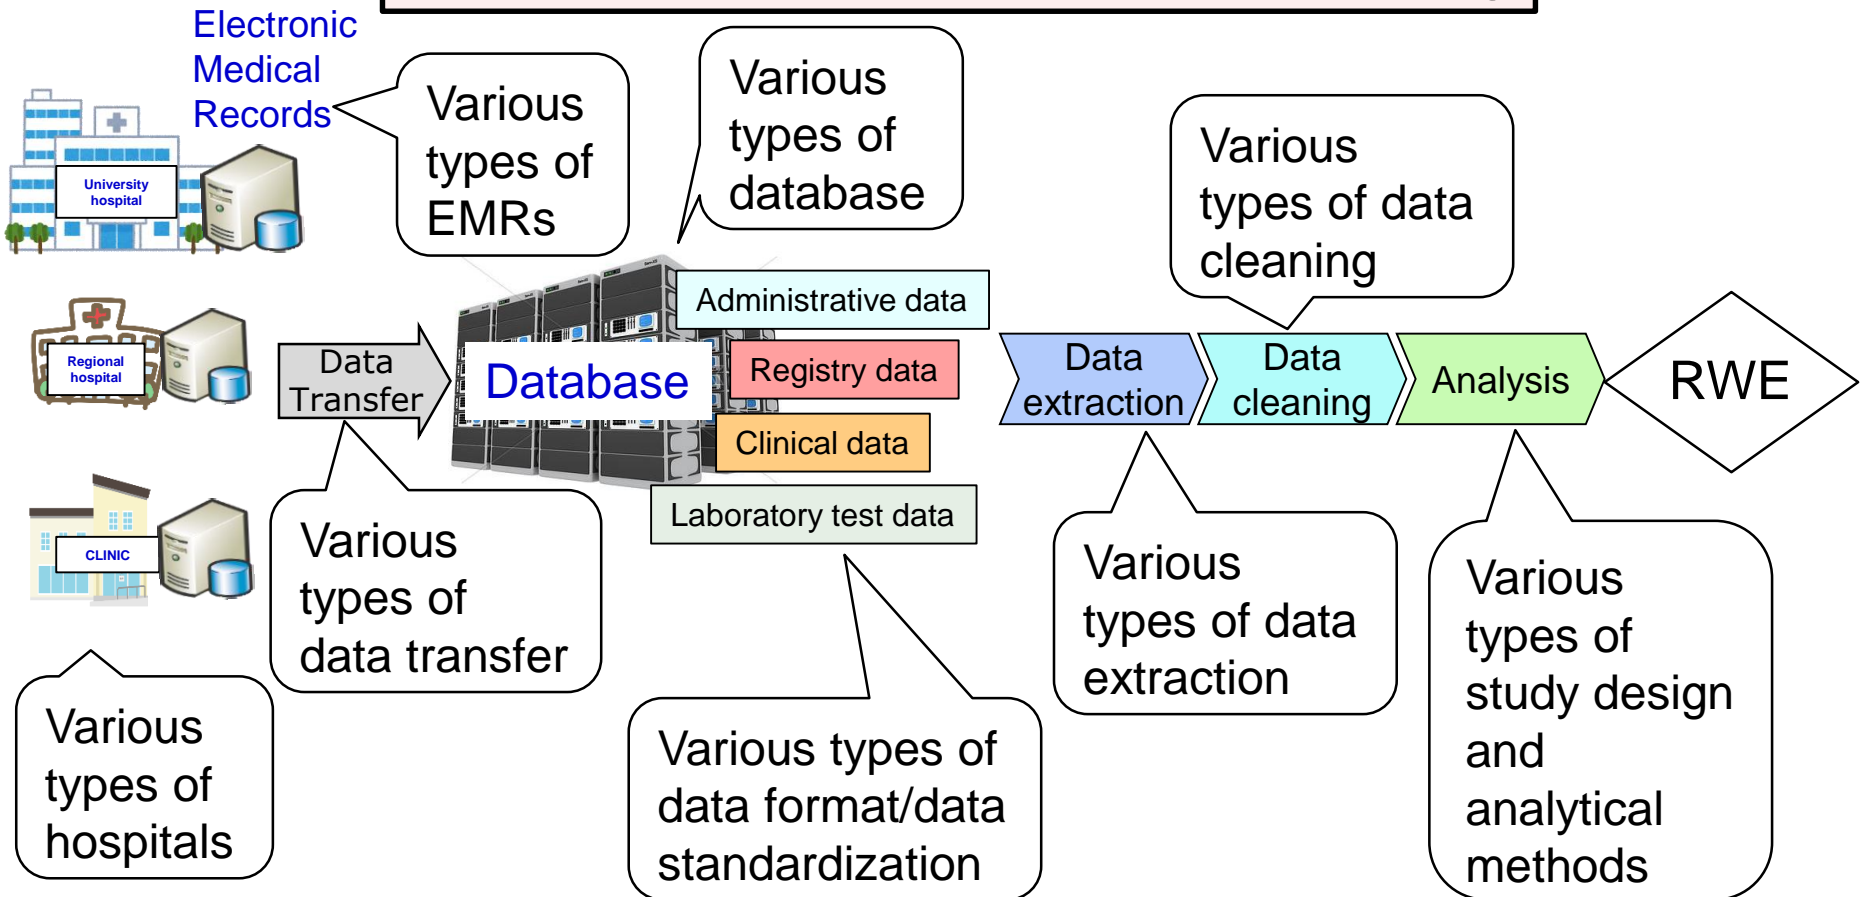 Electronic
Medical
Records
Various
types of
EMRs
Various
types of
database
Various
types of data
cleaning
University
hospital
Regional
hospital
CLINIC
Data
Transfer
Database
Administrative data
Registry data
Clinical data
Laboratory test data
Data
extraction
Data
cleaning
Analysis
RWE
Various
types of
hospitals
Various
types of
data transfer
Various types of
data format/data
standardization
Various
types of data
extraction
Various
types of
study design
and
analytical
methods